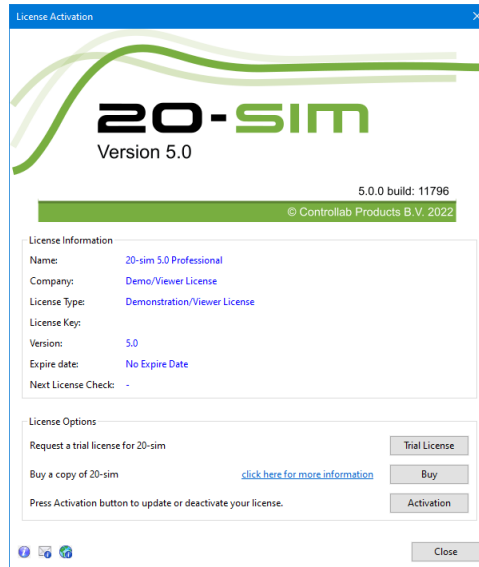 License Activation
20-sim
Version 5.0
5.0.0 build: 11796
© Controllab Products B.V. 2022
License Information
Name: 20-sim 5.0 Professional
Company: Demo/Viewer License
License Type: Demonstration/Viewer License
License Key:
Version: 5.0
Expire date: No Expire Date
Next License Check: -
License Options
Request a trial license for 20-sim Trial License
Buy a copy of 20-sim click here for more information Buy
Press Activation button to update or deactivate your license. Activation
Close